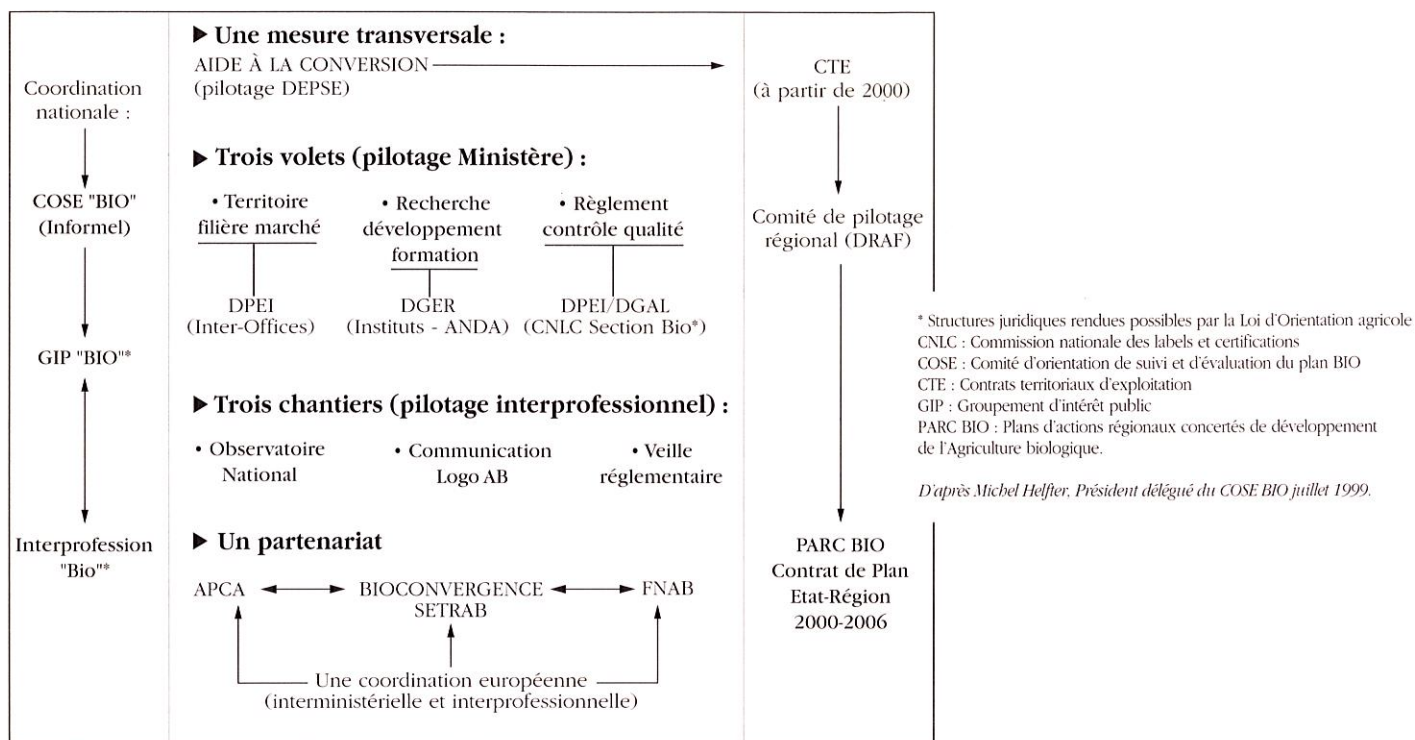 Coordination
nationale :
COSE "BIO"
(Informel)
GIP "BIO"*
Interprofession
"Bio"*
▶ Une mesure transversale :
AIDE À LA CONVERSION
(pilotage DEPSE)
▶ Trois volets (pilotage Ministère) :
• Territoire
filière marché
DPEI
(Inter-Offices)
• Recherche
développement
formation
DGER
(Instituts - ANDA)
• Règlement
contrôle qualité
DPEI/DGAL
(CNLC Section Bio*)
▶ Trois chantiers (pilotage interprofessionnel) :
• Observatoire
National
• Communication
Logo AB
• Veille
réglementaire
▶ Un partenariat
APCA
BIOCONVERGENCE
SETRAB
FNAB
Une coordination européenne
(interministérielle et interprofessionnelle)
CTE
(à partir de 2000)
Comité de pilotage
régional (DRAF)
PARC BIO
Contrat de Plan
Etat-Région
2000-2006
* Structures juridiques rendues possibles par la Loi d'Orientation agricole
CNLC : Commission nationale des labels et certifications
COSE : Comité d'orientation de suivi et d'évaluation du plan BIO
CTE : Contrats territoriaux d'exploitation
GIP : Groupement d'intérêt public
PARC BIO : Plans d'actions régionaux concertés de développement
de l'Agriculture biologique.
D'après Michel Helfter, Président délégué du COSE BIO juillet 1999.